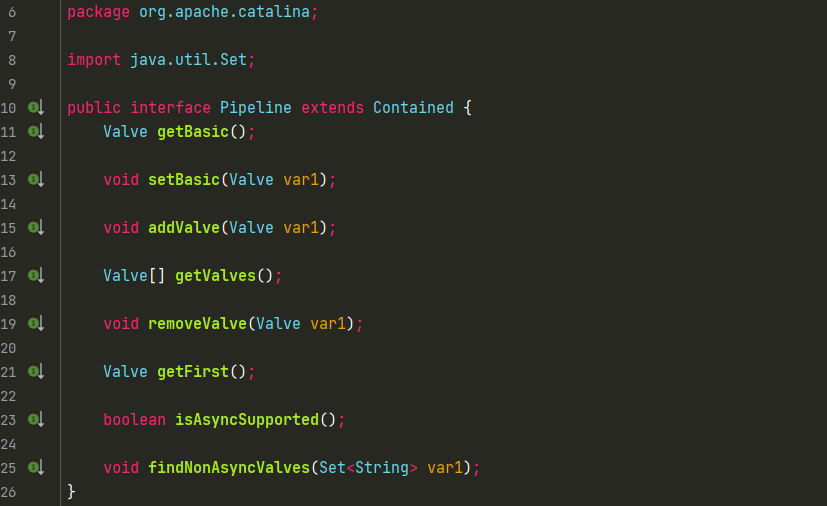 6 package org.apache.catalina;
7
8 import java.util.Set;
9
10 public interface Pipeline extends Contained {
11 Valve getBasic();
12
13 void setBasic(Valve var1);
14
15 void addValve(Valve var1);
16
17 Valve[] getValves();
18
19 void removeValve(Valve var1);
20
21 Valve getFirst();
22
23 boolean isAsyncSupported();
24
25 void findNonAsyncValves(Set<String> var1);
26 }